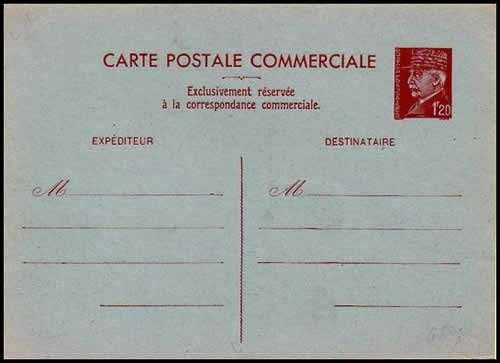 CARTE POSTALE COMMERCIALE
Exclusivement réservée
à la correspondance commerciale.
1f20
EXPÉDITEUR
DESTINATAIRE
M
M